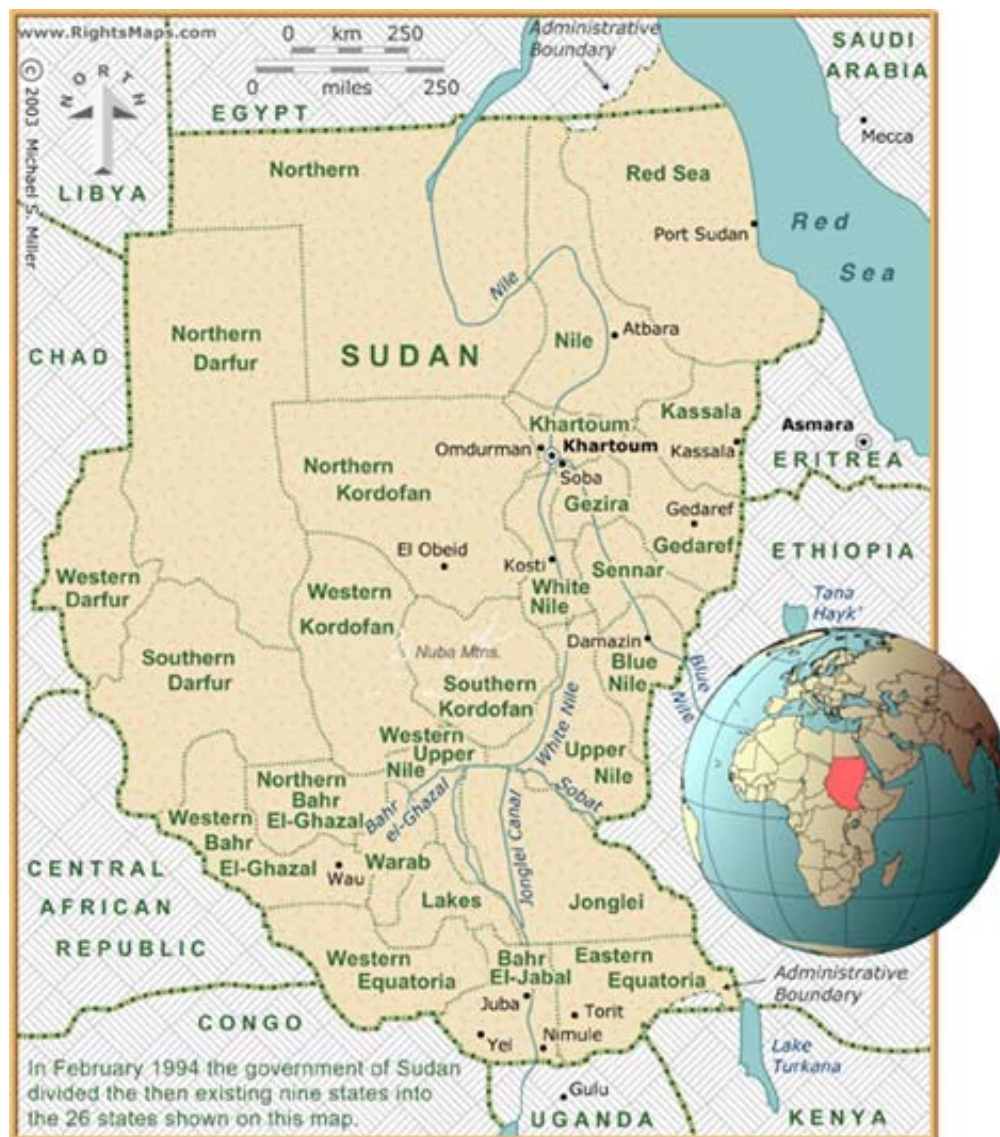 www.RightsMaps.com
© 2003 Michael S. Miller
NORTH
0 km 250
0 miles 250
Administrative
Boundary
SAUDI
ARABIA
Mecca
EGYPT
LIBYA
Northern
Red Sea
Port Sudan
Red
Sea
Nile
CHAD
Northern
Darfur
SUDAN
Nile
Atbara
Khartoum
Kassala
Omdurman
Khartoum
Kassala
Asmara
ERITREA
Soba
Northern
Kordofan
Gezira
Gedaref
Gedaref
El Obeid
Kosti
Sennar
ETHIOPIA
Western
Darfur
Western
Kordofan
White
Nile
Tana
Hayk'
Nuba Mtns.
Damazin
Southern
Darfur
Southern
Kordofan
Blue
Nile
Blue
Nile
White Nile
Western
Upper
Nile
Upper
Nile
Northern
Bahr
El-Ghazal
Bahr
el-Ghazal
Sobat
Western
Bahr
El-Ghazal
Wau
Warab
Jonglei Canal
Lakes
Jonglei
CENTRAL
AFRICAN
REPUBLIC
Western
Equatoria
Bahr
El-Jabal
Eastern
Equatoria
Administrative
Boundary
Juba
Torit
CONGO
Yei
Nimule
Lake
Turkana
In February 1994 the government of Sudan
divided the then existing nine states into
the 26 states shown on this map.
Gulu
UGANDA
KENYA